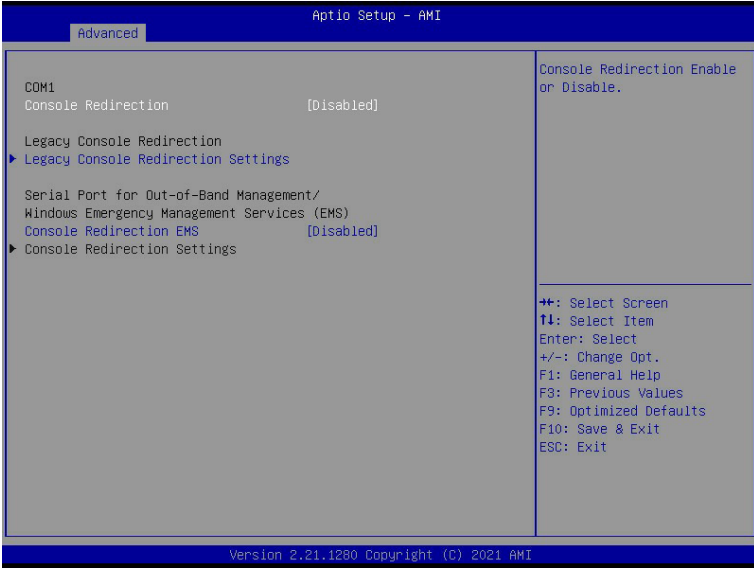 Aptio Setup – AMI
Advanced
COM1
Console Redirection [Disabled]
Legacy Console Redirection
▶ Legacy Console Redirection Settings
Serial Port for Out-of-Band Management/
Windows Emergency Management Services (EMS)
Console Redirection EMS [Disabled]
▶ Console Redirection Settings
Console Redirection Enable
or Disable.
→←: Select Screen
↑↓: Select Item
Enter: Select
+/-: Change Opt.
F1: General Help
F3: Previous Values
F9: Optimized Defaults
F10: Save & Exit
ESC: Exit
Version 2.21.1280 Copyright (C) 2021 AMI